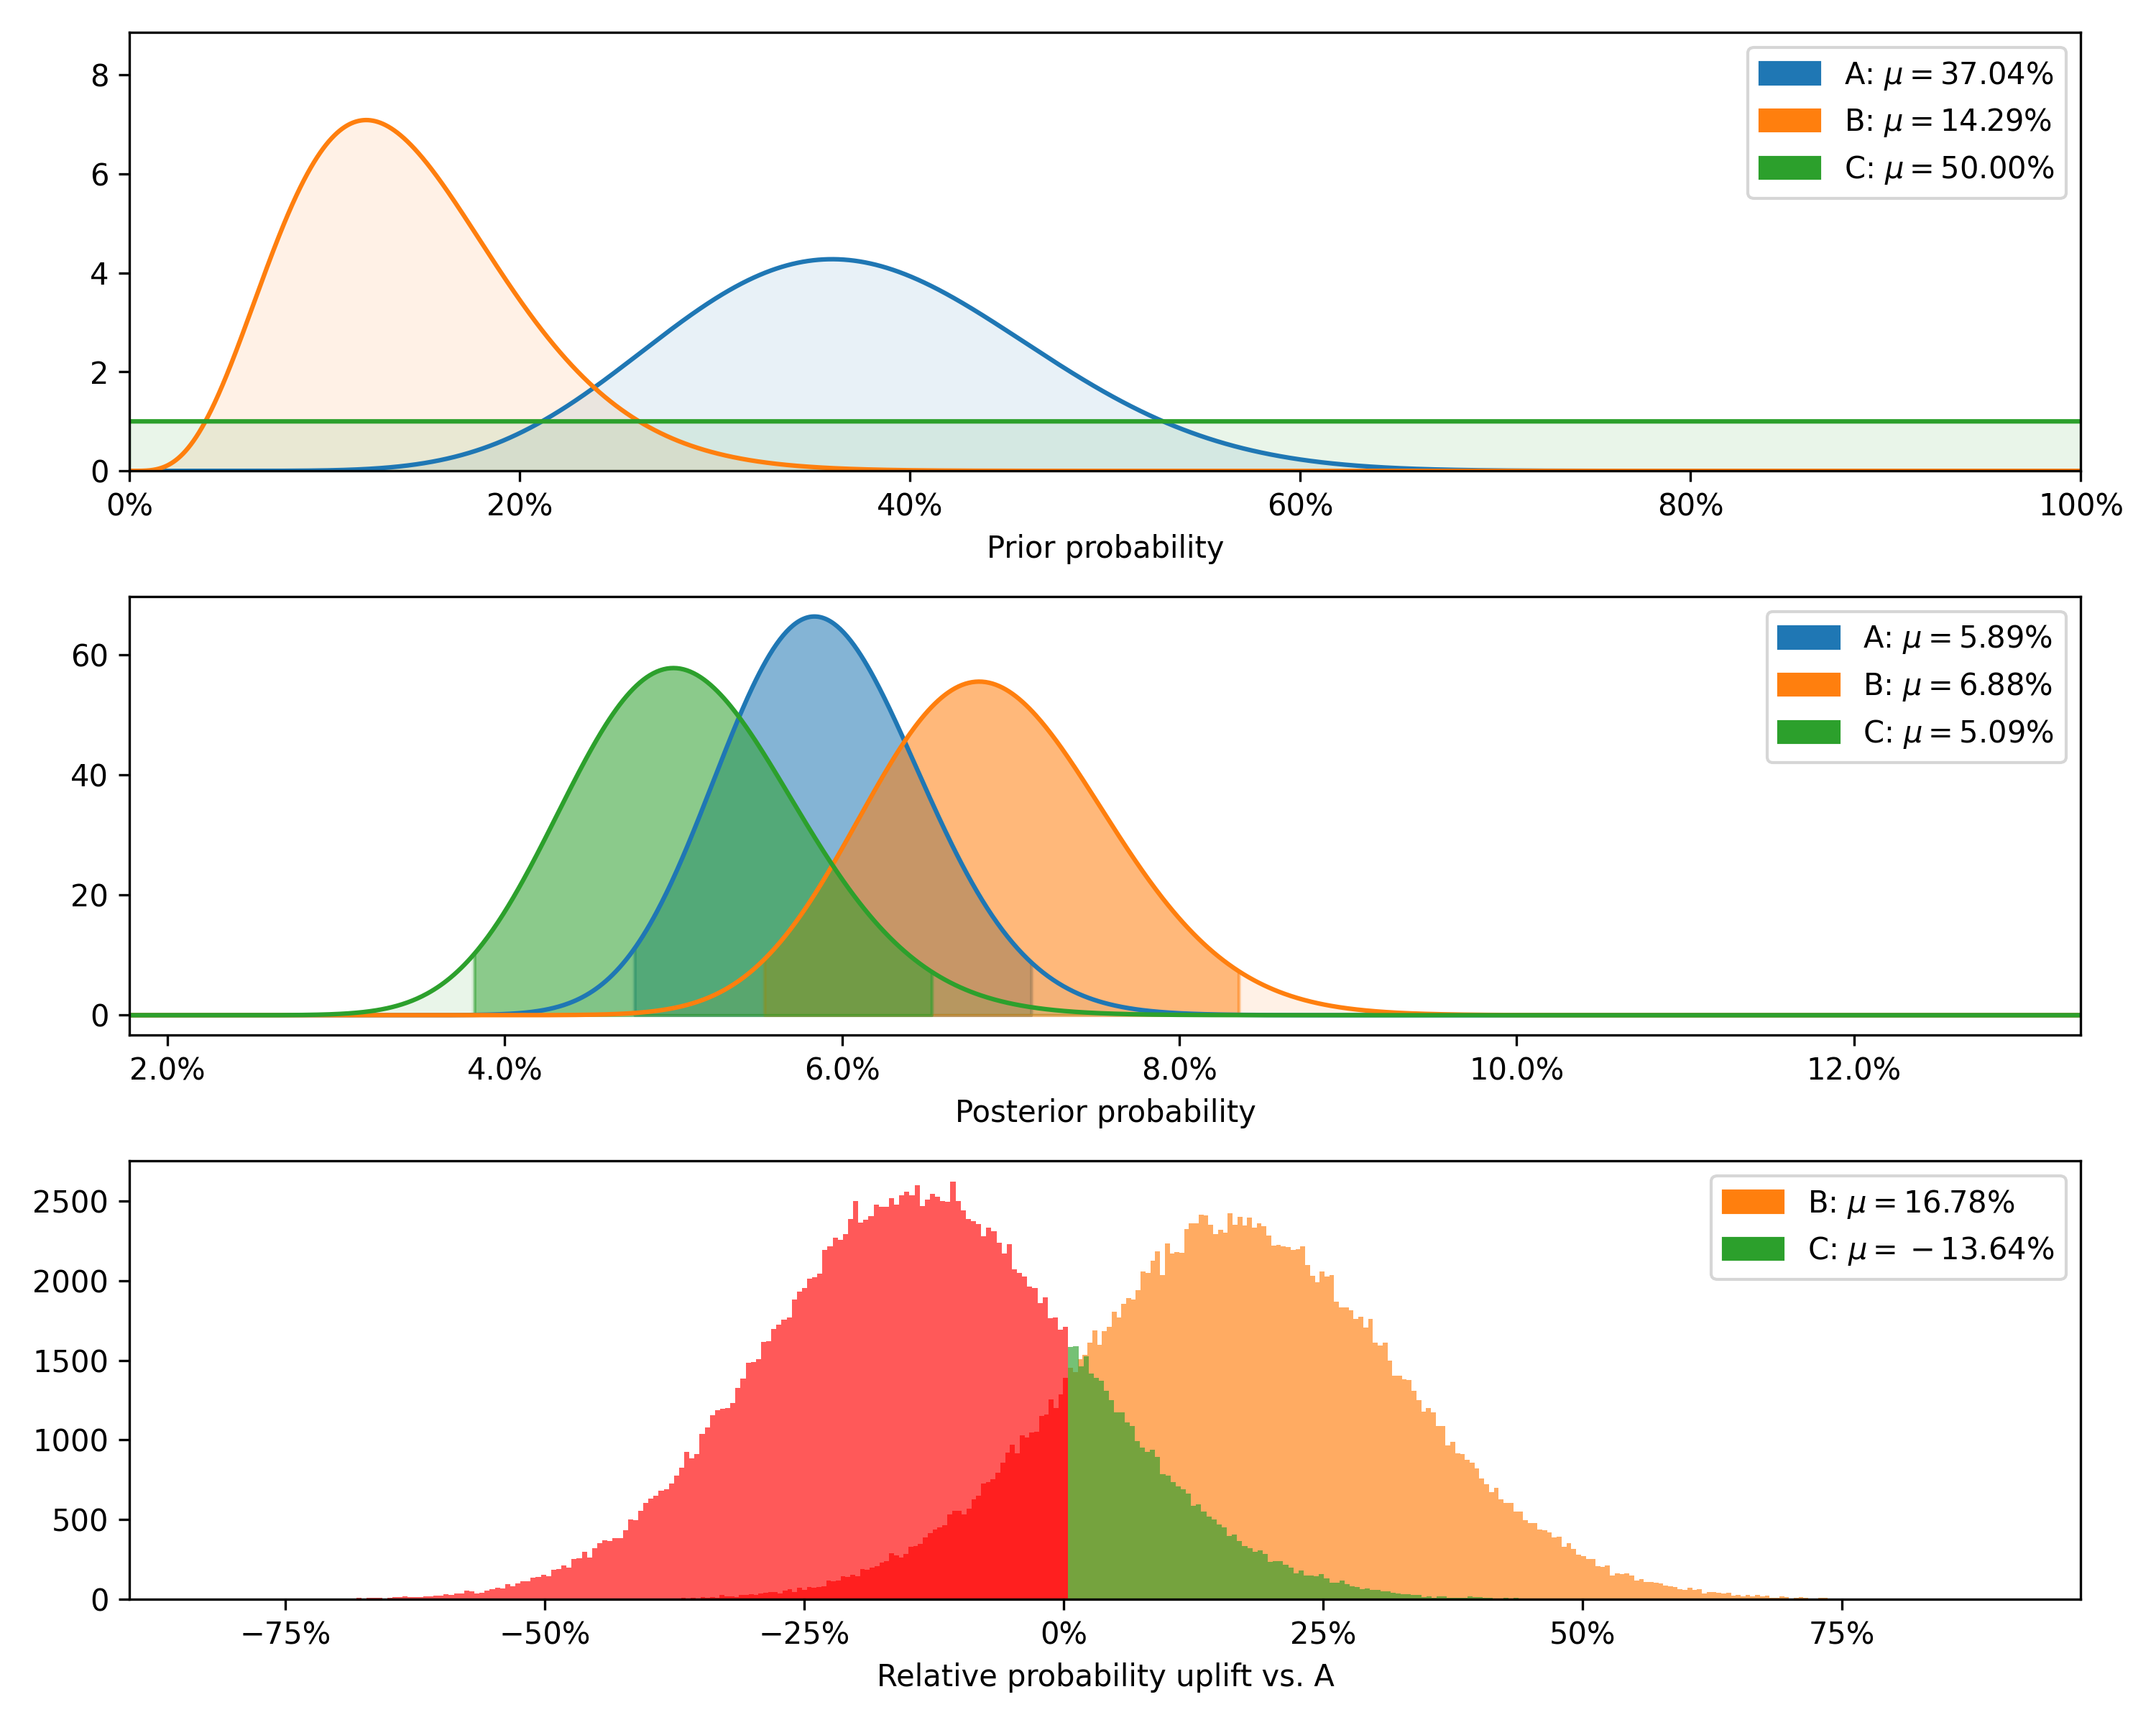 8
6
4
2
0
A: μ = 37.04%
B: μ = 14.29%
C: μ = 50.00%
0% 20% 40% 60% 80% 100%
Prior probability
60
40
20
0
A: μ = 5.89%
B: μ = 6.88%
C: μ = 5.09%
2.0% 4.0% 6.0% 8.0% 10.0% 12.0%
Posterior probability
2500
2000
1500
1000
500
0
B: μ = 16.78%
C: μ = −13.64%
−75% −50% −25% 0% 25% 50% 75%
Relative probability uplift vs. A